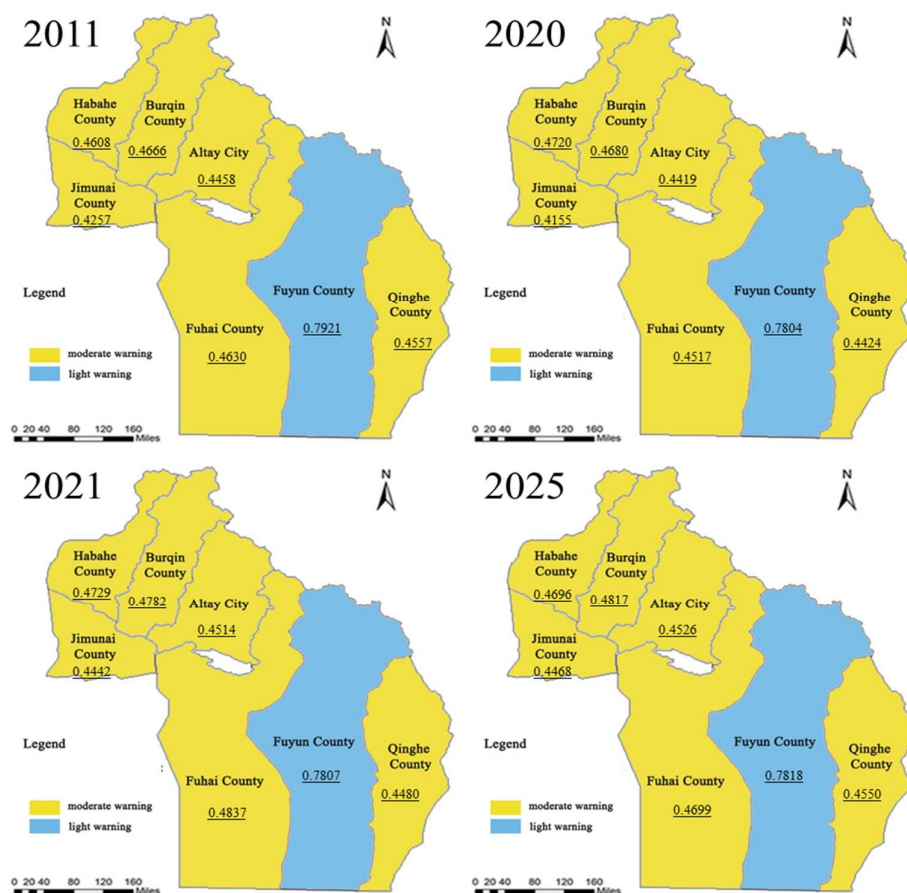 2011
N
Habahe
County
0.4608
Burqin
County
0.4666
Altay City
0.4458
Jimunai
County
0.4257
Fuyun County
0.7921
Qinghe
County
0.4557
Fuhai County
0.4630
Legend
moderate warning
light warning
0 20 40 80 120 160
Miles
2020
N
Habahe
County
0.4720
Burqin
County
0.4680
Altay City
0.4419
Jimunai
County
0.4155
Fuyun County
0.7804
Qinghe
County
0.4424
Fuhai County
0.4517
Legend
moderate warning
light warning
0 20 40 80 120 160
Miles
2021
N
Habahe
County
0.4729
Burqin
County
0.4782
Altay City
0.4514
Jimunai
County
0.4442
Fuyun County
0.7807
Qinghe
County
0.4480
Fuhai County
0.4837
Legend
moderate warning
light warning
0 20 40 80 120 160
Miles
2025
N
Habahe
County
0.4696
Burqin
County
0.4817
Altay City
0.4526
Jimunai
County
0.4468
Fuyun County
0.7818
Qinghe
County
0.4550
Fuhai County
0.4699
Legend
moderate warning
light warning
0 20 40 80 120 160
Miles